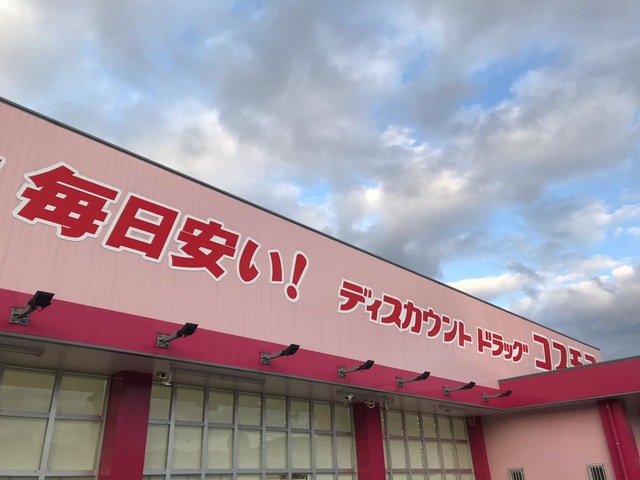 毎日安い!
ディスカウント ドラッグ コスモス